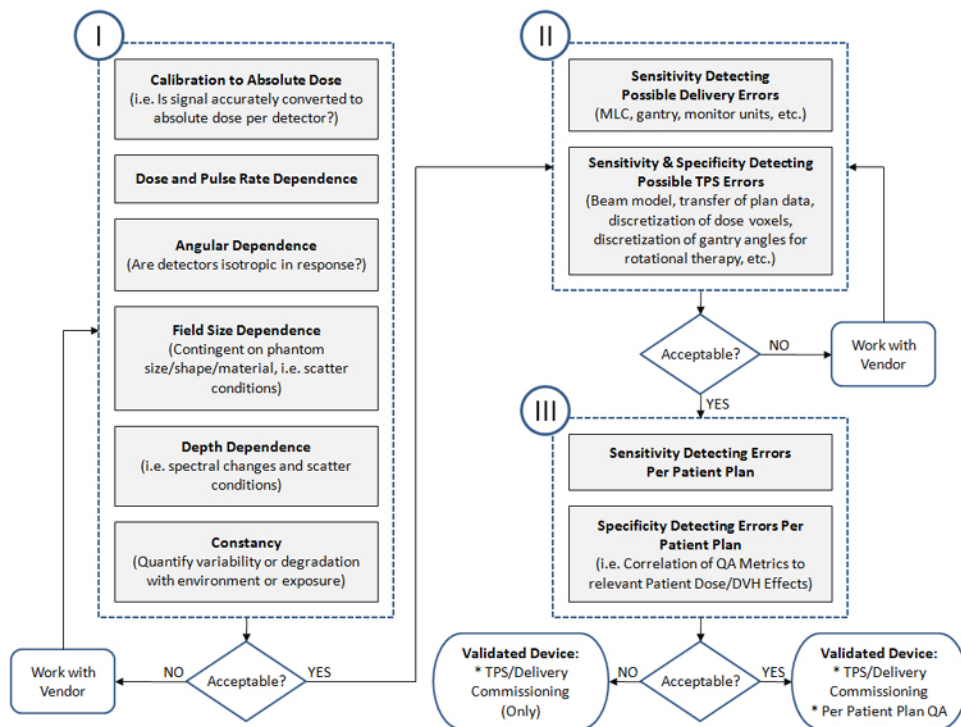 I
Calibration to Absolute Dose
(i.e. Is signal accurately converted to
absolute dose per detector?)
Dose and Pulse Rate Dependence
Angular Dependence
(Are detectors isotropic in response?)
Field Size Dependence
(Contingent on phantom
size/shape/material, i.e. scatter
conditions)
Depth Dependence
(i.e. spectral changes and scatter
conditions)
Constancy
(Quantify variability or degradation
with environment or exposure)
Acceptable?
NO
YES
Work with
Vendor
II
Sensitivity Detecting
Possible Delivery Errors
(MLC, gantry, monitor units, etc.)
Sensitivity & Specificity Detecting
Possible TPS Errors
(Beam model, transfer of plan data,
discretization of dose voxels,
discretization of gantry angles for
rotational therapy, etc.)
Acceptable?
NO
Work with
Vendor
YES
III
Sensitivity Detecting Errors
Per Patient Plan
Specificity Detecting Errors Per
Patient Plan
(i.e. Correlation of QA Metrics to
relevant Patient Dose/DVH Effects)
Acceptable?
NO
YES
Validated Device:
* TPS/Delivery
Commissioning
(Only)
Validated Device:
* TPS/Delivery
Commissioning
* Per Patient Plan QA